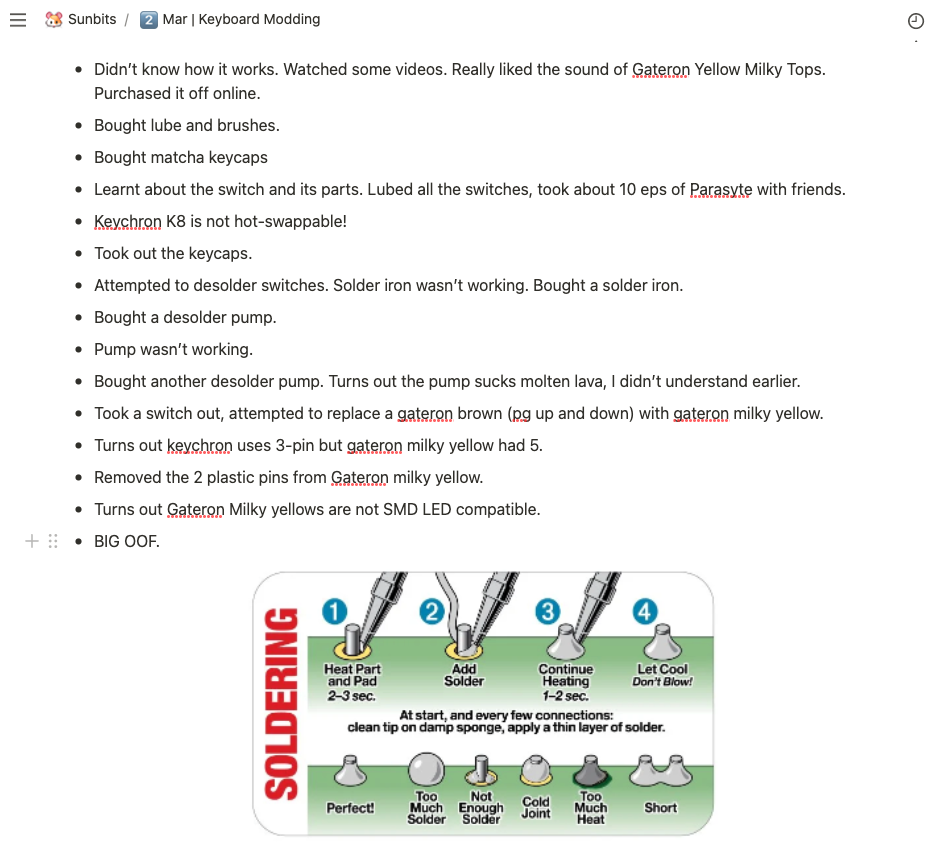 Sunbits / 2 Mar | Keyboard Modding
Didn’t know how it works. Watched some videos. Really liked the sound of Gateron Yellow Milky Tops.
Purchased it off online.
Bought lube and brushes.
Bought matcha keycaps
Learnt about the switch and its parts. Lubed all the switches, took about 10 eps of Parasyte with friends.
Keychron K8 is not hot-swappable!
Took out the keycaps.
Attempted to desolder switches. Solder iron wasn’t working. Bought a solder iron.
Bought a desolder pump.
Pump wasn’t working.
Bought another desolder pump. Turns out the pump sucks molten lava, I didn’t understand earlier.
Took a switch out, attempted to replace a gateron brown (pg up and down) with gateron milky yellow.
Turns out keychron uses 3-pin but gateron milky yellow had 5.
Removed the 2 plastic pins from Gateron milky yellow.
Turns out Gateron Milky yellows are not SMD LED compatible.
BIG OOF.
SOLDERING
1
Heat Part
and Pad
2–3 sec.
2
Add
Solder
3
Continue
Heating
1–2 sec.
4
Let Cool
Don't Blow!
At start, and every few connections:
clean tip on damp sponge, apply a thin layer of solder.
Perfect!
Too
Much
Solder
Not
Enough
Solder
Cold
Joint
Too
Much
Heat
Short